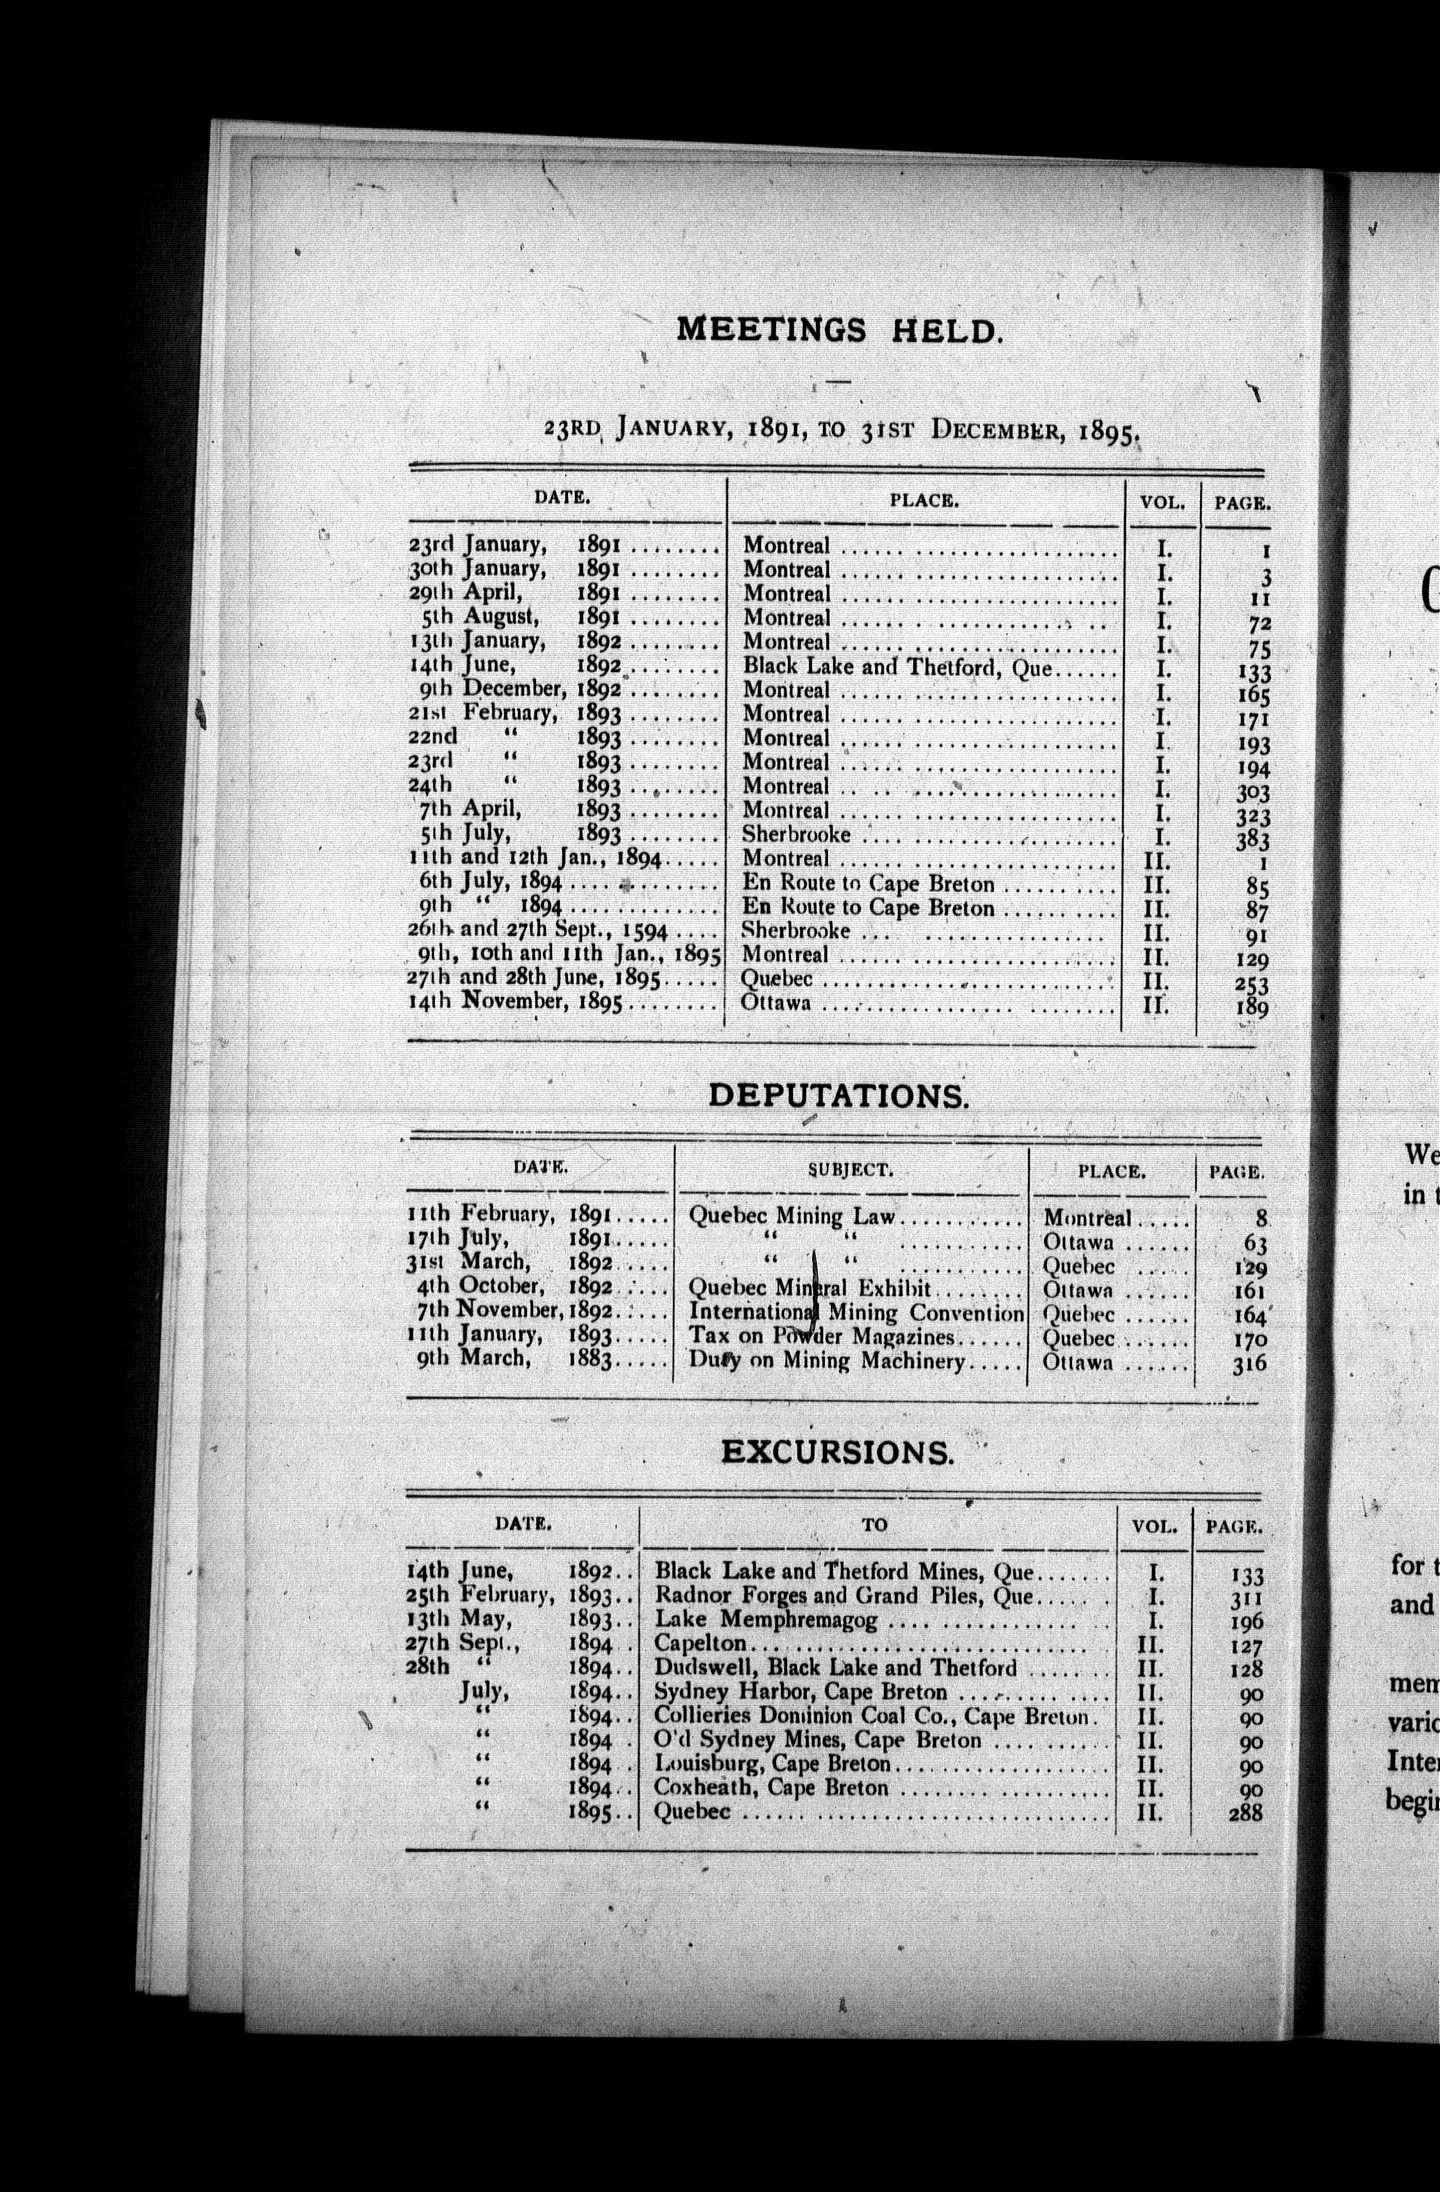 MEETINGS HELD.
23RD JANUARY, 1891, TO 31ST DECEMBER, 1895.
DATE. PLACE. VOL. PAGE.
23rd January, 1891........ Montreal ........................... I. 1
30th January, 1891........ Montreal ........................... I. 3
29th April, 1891........ Montreal ........................... I. 11
5th August, 1891........ Montreal ........................... I. 72
13th January, 1892........ Montreal ........................... I. 75
14th June, 1892........ Black Lake and Thetford, Que...... I. 133
9th December, 1892........ Montreal ........................... I. 165
21st February, 1893........ Montreal ........................... I. 171
22nd “ 1893........ Montreal ........................... I. 193
23rd “ 1893........ Montreal ........................... I. 194
24th “ 1893........ Montreal ........................... I. 303
7th April, 1893........ Montreal ........................... I. 323
5th July, 1893........ Sherbrooke ......................... I. 383
11th and 12th Jan., 1894..... Montreal ........................... II. 1
6th July, 1894............. En Route to Cape Breton .......... II. 85
9th “ 1894............. En Route to Cape Breton .......... II. 87
26th and 27th Sept., 1594 .... Sherbrooke ... ................. II. 91
9th, 10th and 11th Jan., 1895 Montreal ........................... II. 129
27th and 28th June, 1895..... Quebec ............................ II. 253
14th November, 1895........ Ottawa ................. ........ II. 189
DEPUTATIONS.
DATE. SUBJECT. PLACE. PAGE.
11th February, 1891..... Quebec Mining Law........... Montreal..... 8
17th July, 1891..... “ “ ........... Ottawa ...... 63
31st March, 1892..... “ “ ........... Quebec ..... 129
4th October, 1892..... Quebec Mineral Exhibit........ Ottawa ...... 161
7th November, 1892..... International Mining Convention Quebec ...... 164
11th January, 1893..... Tax on Powder Magazines...... Quebec ...... 170
9th March, 1883..... Duty on Mining Machinery..... Ottawa ...... 316
EXCURSIONS.
DATE. TO VOL. PAGE.
14th June, 1892.. Black Lake and Thetford Mines, Que....... I. 133
25th February, 1893.. Radnor Forges and Grand Piles, Que...... I. 311
13th May, 1893.. Lake Memphremagog .... ............ I. 196
27th Sept., 1894.. Capelton............................ II. 127
28th “ 1894.. Dudswell, Black Lake and Thetford ....... II. 128
July, 1894.. Sydney Harbor, Cape Breton ............. II. 90
“ 1894.. Collieries Dominion Coal Co., Cape Breton. II. 90
“ 1894 . O'd Sydney Mines, Cape Breton .......... II. 90
“ 1894.. Louisburg, Cape Breton................... II. 90
“ 1894.. Coxheath, Cape Breton .................. II. 90
“ 1895.. Quebec ............................... II. 288
We
in
for
and